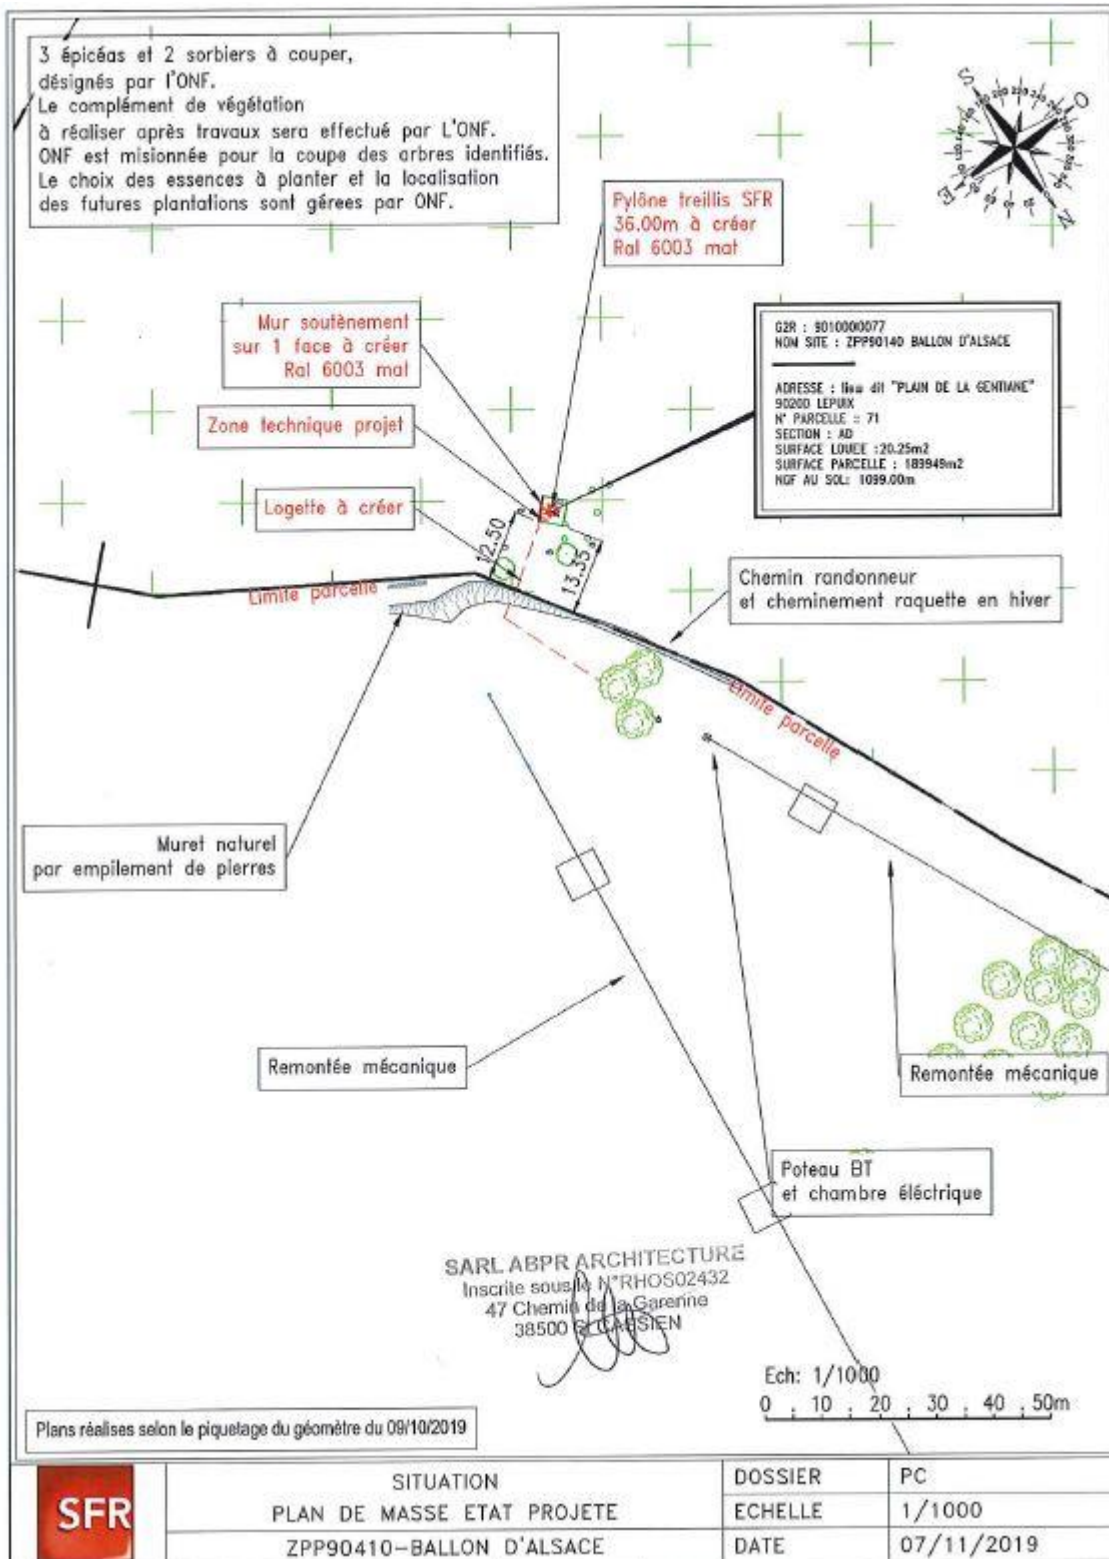 3 épicéas et 2 sorbiers à couper,
désignés par l'ONF.
Le complément de végétation
à réaliser après travaux sera effectué par L'ONF.
ONF est misionnée pour la coupe des arbres identifiés.
Le choix des essences à planter et la localisation
des futures plantations sont gérees par ONF.
S
O
E
N
Pylône treillis SFR
36.00m à créer
Ral 6003 mat
Mur soutènement
sur 1 face à créer
Ral 6003 mat
G2R : 9010000077
NOM SITE : ZPP90140 BALLON D'ALSACE
ADRESSE : lieu dit "PLAIN DE LA GENTIANE"
90200 LEPUIX
N° PARCELLE : 71
SECTION : AD
SURFACE LOUEE :20.25m2
SURFACE PARCELLE : 189949m2
NGF AU SOL: 1099.00m
Zone technique projet
Logette à créer
12.50
13.35
Limite parcelle
Chemin randonneur
et cheminement raquette en hiver
Limite parcelle
Muret naturel
par empilement de pierres
Remontée mécanique
Remontée mécanique
Poteau BT
et chambre éléctrique
SARL ABPR ARCHITECTURE
Inscrite sous le N°RHOS02432
47 Chemin de la Garenne
38500 St CASSIEN
Ech: 1/1000
0 10 20 30 40 50m
Plans réalises selon le piquetage du géomètre du 09/10/2019
SFR
SITUATION
PLAN DE MASSE ETAT PROJETE
ZPP90410-BALLON D'ALSACE
DOSSIER PC
ECHELLE 1/1000
DATE 07/11/2019